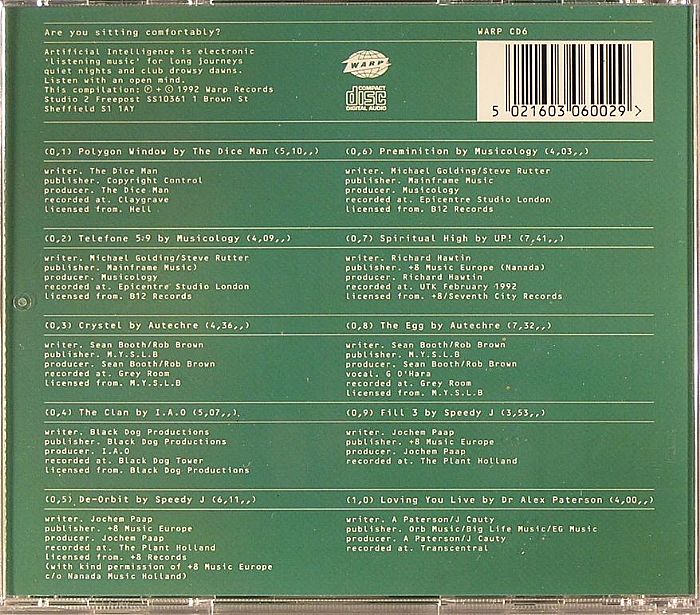 Are you sitting comfortably?
WARP CD6
Artificial Intelligence is electronic
'listening music' for long journeys
quiet nights and club drowsy dawns.
Listen with an open mind.
This compilation: Ⓟ + © 1992 Warp Records
Studio 2 Freepost SS10361 1 Brown St
Sheffield S1 1AY
WARP
COMPACT
disc
DIGITAL AUDIO
5 021603 060029 >
(0,1) Polygon Window by The Dice Man (5,10,,)
writer. The Dice Man
publisher. Copyright Control
producer. The Dice Man
recorded at. Claygrave
licensed from. Hell
(0,2) Telefone 529 by Musicology (4,09,,)
writer. Michael Golding/Steve Rutter
publisher. Mainframe Music)
producer. Musicology
recorded at. Epicentre Studio London
licensed from. B12 Records
(0,3) Crystel by Autechre (4,36,,)
writer. Sean Booth/Rob Brown
publisher. M.Y.S.L.B
producer. Sean Booth/Rob Brown
recorded at. Grey Room
licensed from. M.Y.S.L.B
(0,4) The Clan by I.A.O (5,07,,)
writer. Black Dog Productions
publisher. Black Dog Productions
producer. I.A.O
recorded at. Black Dog Tower
licensed from. Black Dog Productions
(0,5) De-Orbit by Speedy J (6,11,,)
writer. Jochem Paap
publisher. +8 Music Europe
producer. Jochem Paap
recorded at. The Plant Holland
licensed from. +8 Records
(with kind permission of +8 Music Europe
c/o Nanada Music Holland)
(0,6) Preminition by Musicology (4,03,,)
writer. Michael Golding/Steve Rutter
publisher. Mainframe Music
producer. Musicology
recorded at. Epicentre Studio London
licensed from. B12 Records
(0,7) Spiritual High by UP! (7,41,,)
writer. Richard Hawtin
publisher. +8 Music Europe (Nanada)
producer. Richard Hawtin
recorded at. UTK February 1992
licensed from. +8/Seventh City Records
(0,8) The Egg by Autechre (7,32,,)
writer. Sean Booth/Rob Brown
publisher. M.Y.S.L.B
producer. Sean Booth/Rob Brown
vocal. G O'Hara
recorded at. Grey Room
licensed from. M.Y.S.L.B
(0,9) Fill 3 by Speedy J (3,53,,)
writer. Jochem Paap
publisher. +8 Music Europe
producer. Jochem Paap
recorded at. The Plant Holland
(1,0) Loving You Live by Dr Alex Paterson (4,00,,)
writer. A Paterson/J Cauty
publisher. Orb Music/Big Life Music/EG Music
producer. A Paterson/J Cauty
recorded at. Transcentral